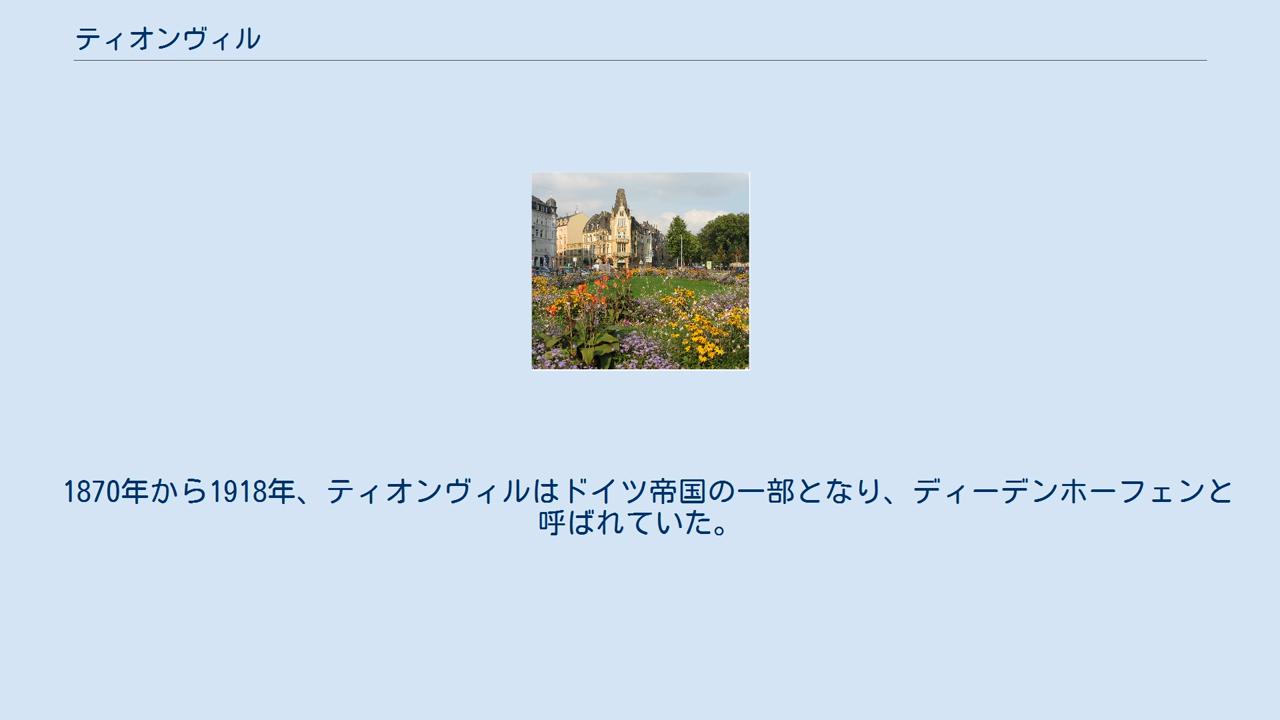 ティオンヴィル
1870年から1918年、ティオンヴィルはドイツ帝国の一部となり、ディーデンホーフェンと
呼ばれていた。